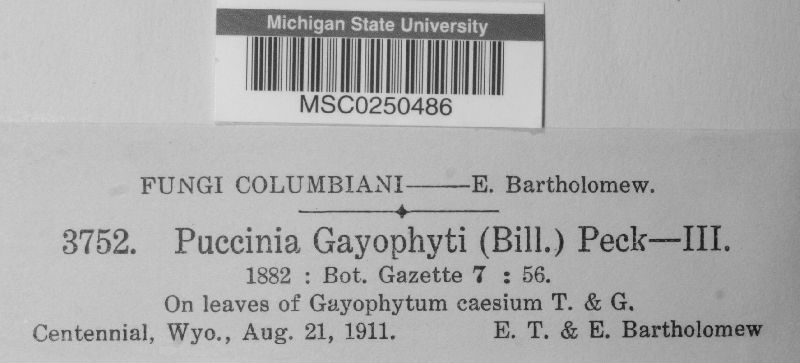 Michigan State University
MSC0250486
FUNGI COLUMBIANI——E. Bartholomew.
3752. Puccinia Gayophyti (Bill.) Peck—III.
1882 : Bot. Gazette 7 : 56.
On leaves of Gayophytum caesium T. & G.
Centennial, Wyo., Aug. 21, 1911. E. T. & E. Bartholomew